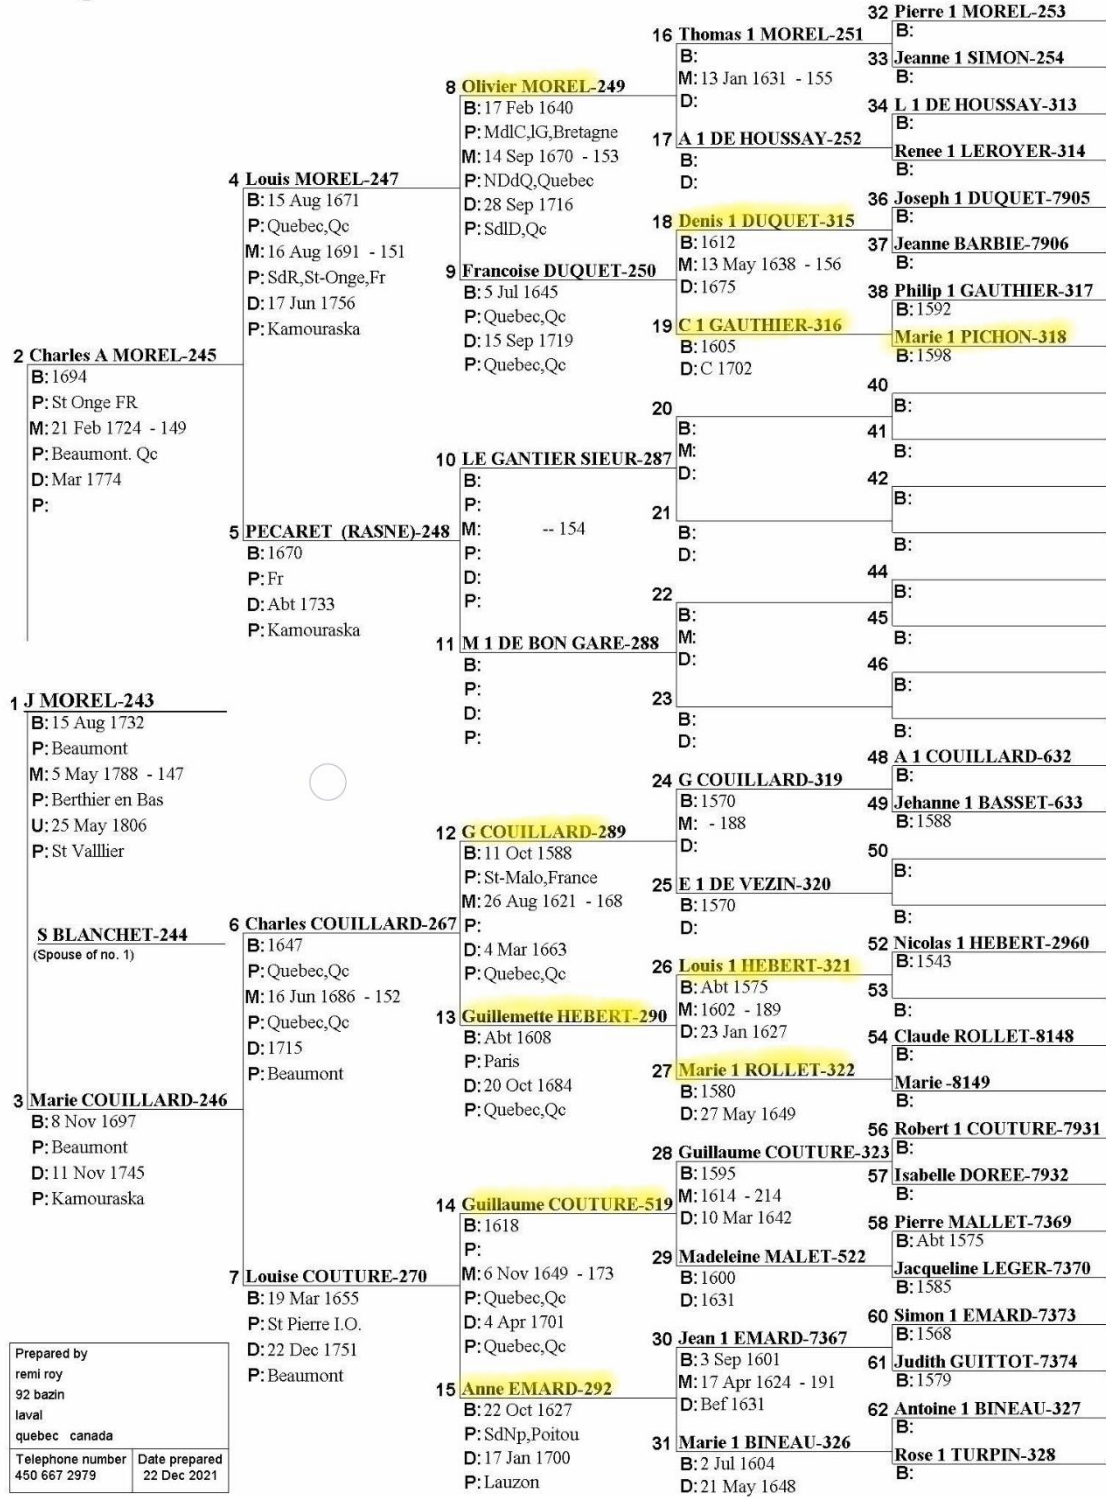 1 J MOREL-243
B: 15 Aug 1732
P: Beaumont
M: 5 May 1788 - 147
P: Berthier en Bas
U: 25 May 1806
P: St Valllier
S BLANCHET-244
(Spouse of no. 1)
2 Charles A MOREL-245
B: 1694
P: St Onge FR
M: 21 Feb 1724 - 149
P: Beaumont. Qc
D: Mar 1774
P:
3 Marie COUILLARD-246
B: 8 Nov 1697
P: Beaumont
D: 11 Nov 1745
P: Kamouraska
4 Louis MOREL-247
B: 15 Aug 1671
P: Quebec,Qc
M: 16 Aug 1691 - 151
P: SdR,St-Onge,Fr
D: 17 Jun 1756
P: Kamouraska
5 PECARET (RASNE)-248
B: 1670
P: Fr
D: Abt 1733
P: Kamouraska
6 Charles COUILLARD-267
B: 1647
P: Quebec,Qc
M: 16 Jun 1686 - 152
P: Quebec,Qc
D: 1715
P: Beaumont
7 Louise COUTURE-270
B: 19 Mar 1655
P: St Pierre I.O.
D: 22 Dec 1751
P: Beaumont
8 Olivier MOREL-249
B: 17 Feb 1640
P: MdlC,lG,Bretagne
M: 14 Sep 1670 - 153
P: NDdQ,Quebec
D: 28 Sep 1716
P: SdlD,Qc
9 Francoise DUQUET-250
B: 5 Jul 1645
P: Quebec,Qc
D: 15 Sep 1719
P: Quebec,Qc
10 LE GANTIER SIEUR-287
B:
P:
M: -- 154
P:
D:
P:
11 M 1 DE BON GARE-288
B:
P:
D:
P:
12 G COUILLARD-289
B: 11 Oct 1588
P: St-Malo,France
M: 26 Aug 1621 - 168
P:
D: 4 Mar 1663
P: Quebec,Qc
13 Guillemette HEBERT-290
B: Abt 1608
P: Paris
D: 20 Oct 1684
P: Quebec,Qc
14 Guillaume COUTURE-519
B: 1618
P:
M: 6 Nov 1649 - 173
P: Quebec,Qc
D: 4 Apr 1701
P: Quebec,Qc
15 Anne EMARD-292
B: 22 Oct 1627
P: SdNp,Poitou
D: 17 Jan 1700
P: Lauzon
16 Thomas 1 MOREL-251
B:
M: 13 Jan 1631 - 155
D:
17 A 1 DE HOUSSAY-252
B:
D:
18 Denis 1 DUQUET-315
B: 1612
M: 13 May 1638 - 156
D: 1675
19 C 1 GAUTHIER-316
B: 1605
D: C 1702
20
B:
M:
D:
21
B:
D:
22
B:
M:
D:
23
B:
D:
24 G COUILLARD-319
B: 1570
M: - 188
D:
25 E 1 DE VEZIN-320
B: 1570
D:
26 Louis 1 HEBERT-321
B: Abt 1575
M: 1602 - 189
D: 23 Jan 1627
27 Marie 1 ROLLET-322
B: 1580
D: 27 May 1649
28 Guillaume COUTURE-323
B: 1595
M: 1614 - 214
D: 10 Mar 1642
29 Madeleine MALET-522
B: 1600
D: 1631
30 Jean 1 EMARD-7367
B: 3 Sep 1601
M: 17 Apr 1624 - 191
D: Bef 1631
31 Marie 1 BINEAU-326
B: 2 Jul 1604
D: 21 May 1648
32 Pierre 1 MOREL-253
B:
33 Jeanne 1 SIMON-254
B:
34 L 1 DE HOUSSAY-313
B:
Renee 1 LEROYER-314
B:
36 Joseph 1 DUQUET-7905
B:
37 Jeanne BARBIE-7906
B:
38 Philip 1 GAUTHIER-317
B: 1592
Marie 1 PICHON-318
B: 1598
40
B:
41
B:
42
B:
B:
44
B:
45
B:
46
B:
B:
48 A 1 COUILLARD-632
B:
49 Jehanne 1 BASSET-633
B: 1588
50
B:
B:
52 Nicolas 1 HEBERT-2960
B: 1543
53
B:
54 Claude ROLLET-8148
B:
Marie -8149
B:
56 Robert 1 COUTURE-7931
B:
57 Isabelle DOREE-7932
B:
58 Pierre MALLET-7369
B: Abt 1575
Jacqueline LEGER-7370
B: 1585
60 Simon 1 EMARD-7373
B: 1568
61 Judith GUITTOT-7374
B: 1579
62 Antoine 1 BINEAU-327
B:
Rose 1 TURPIN-328
B:
Prepared by
remi roy
92 bazin
laval
quebec canada
Telephone number
450 667 2979
Date prepared
22 Dec 2021